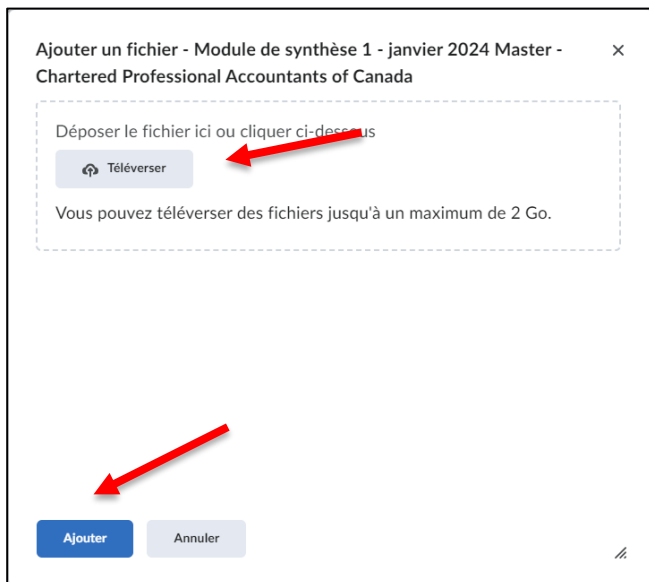 Ajouter un fichier - Module de synthèse 1 - janvier 2024 Master -
Chartered Professional Accountants of Canada
Déposer le fichier ici ou cliquer ci-dessous
Téléverser
Vous pouvez téléverser des fichiers jusqu'à un maximum de 2 Go.
Ajouter
Annuler